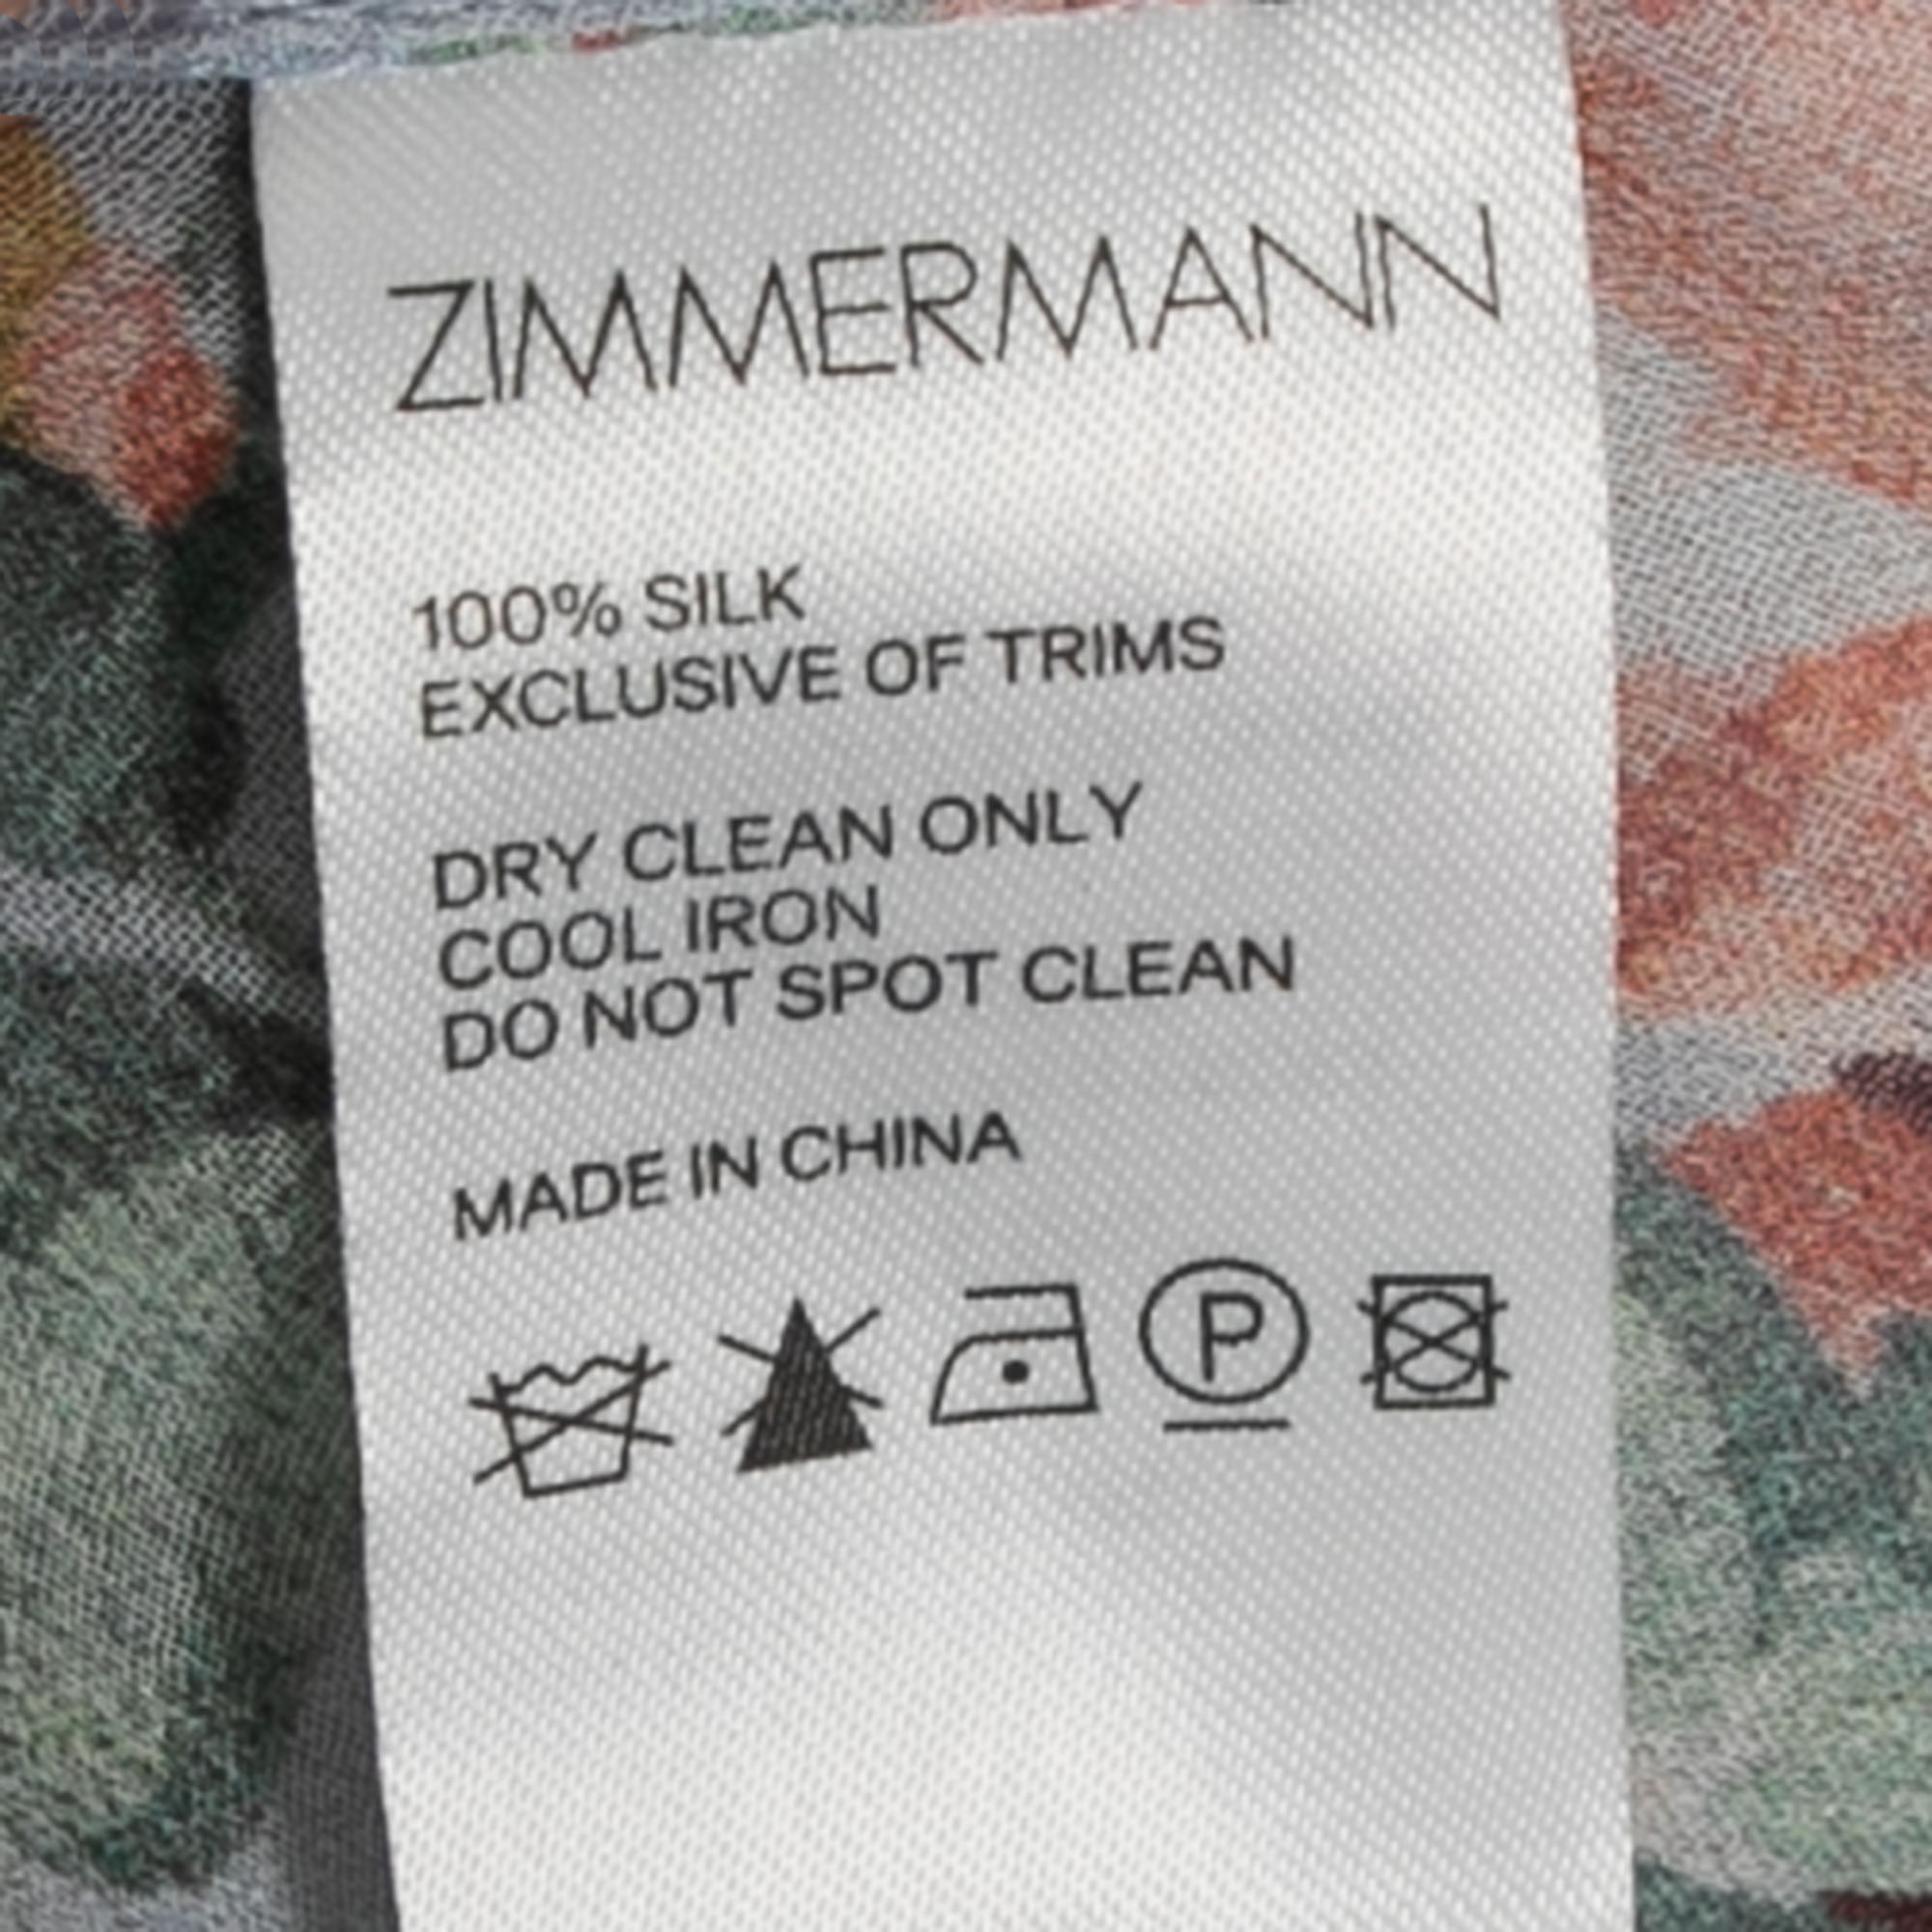 ZIMMERMANN
100% SILK
EXCLUSIVE OF TRIMS
DRY CLEAN ONLY
COOL IRON
DO NOT SPOT CLEAN
MADE IN CHINA
P